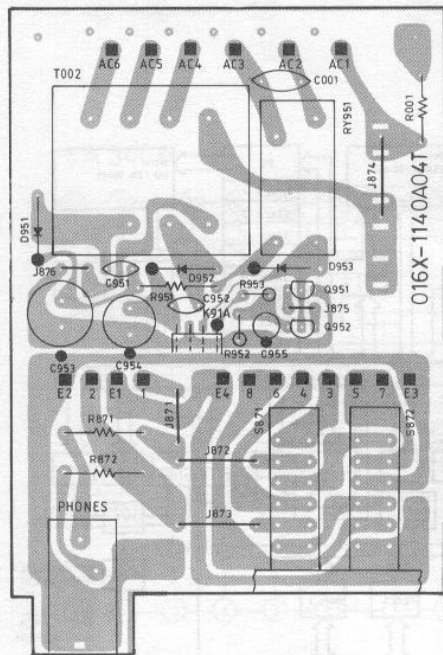 AC6 AC5 AC4 AC3 AC2 AC1
T002
C001
R001
RY951
J874
016X-1140A04T
D951
J876
C951
D952
D953
R951
R953
C952
Q951
K91A
J875
Q952
R952
C955
C953
C954
E2 2 E1 1 E4 8 6 4 3 5 7 E3
R871
J871
S871
S872
R872
J872
PHONES
J873